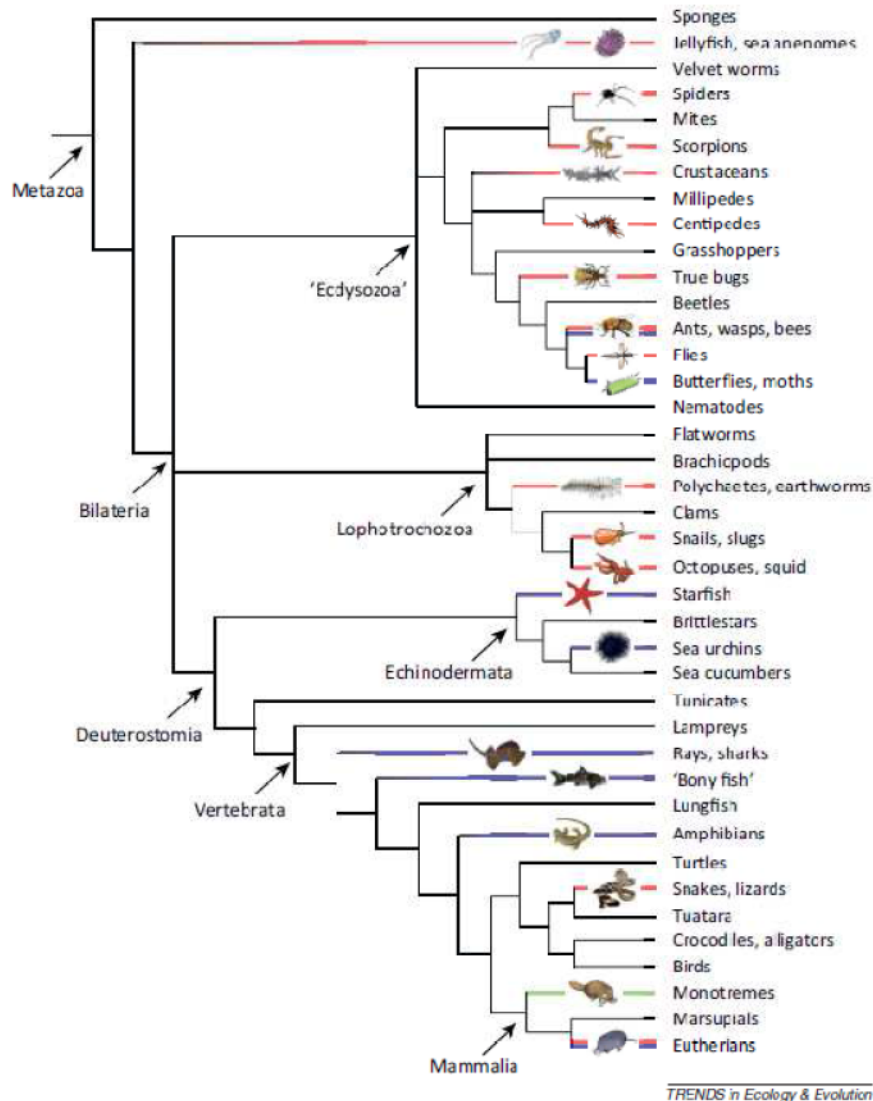 Sponges
Jellyfish, sea anenomes
Velvet worms
Spiders
Mites
Scorpions
Metazoa
Crustaceans
Millipedes
Centipedes
Grasshoppers
'Ecdysozoa'
True bugs
Beetles
Ants, wasps, bees
Flies
Butterflies, moths
Nematodes
Flatworms
Brachicpods
Bilateria
Polychaetes, earthworms
Lophotrochozoa
Clams
Snails, slugs
Octopuses, squid
Starfish
Brittlestars
Sea urchins
Echinodermata
Sea cucumbers
Tunicates
Deuterostomia
Lampreys
Rays, sharks
'Bony fish'
Vertebrata
Lungfish
Amphibians
Turtles
Snakes, lizards
Tuatara
Crocodiles, alligators
Birds
Monotremes
Marsupials
Eutherians
Mammalia
TRENDS in Ecology & Evolution